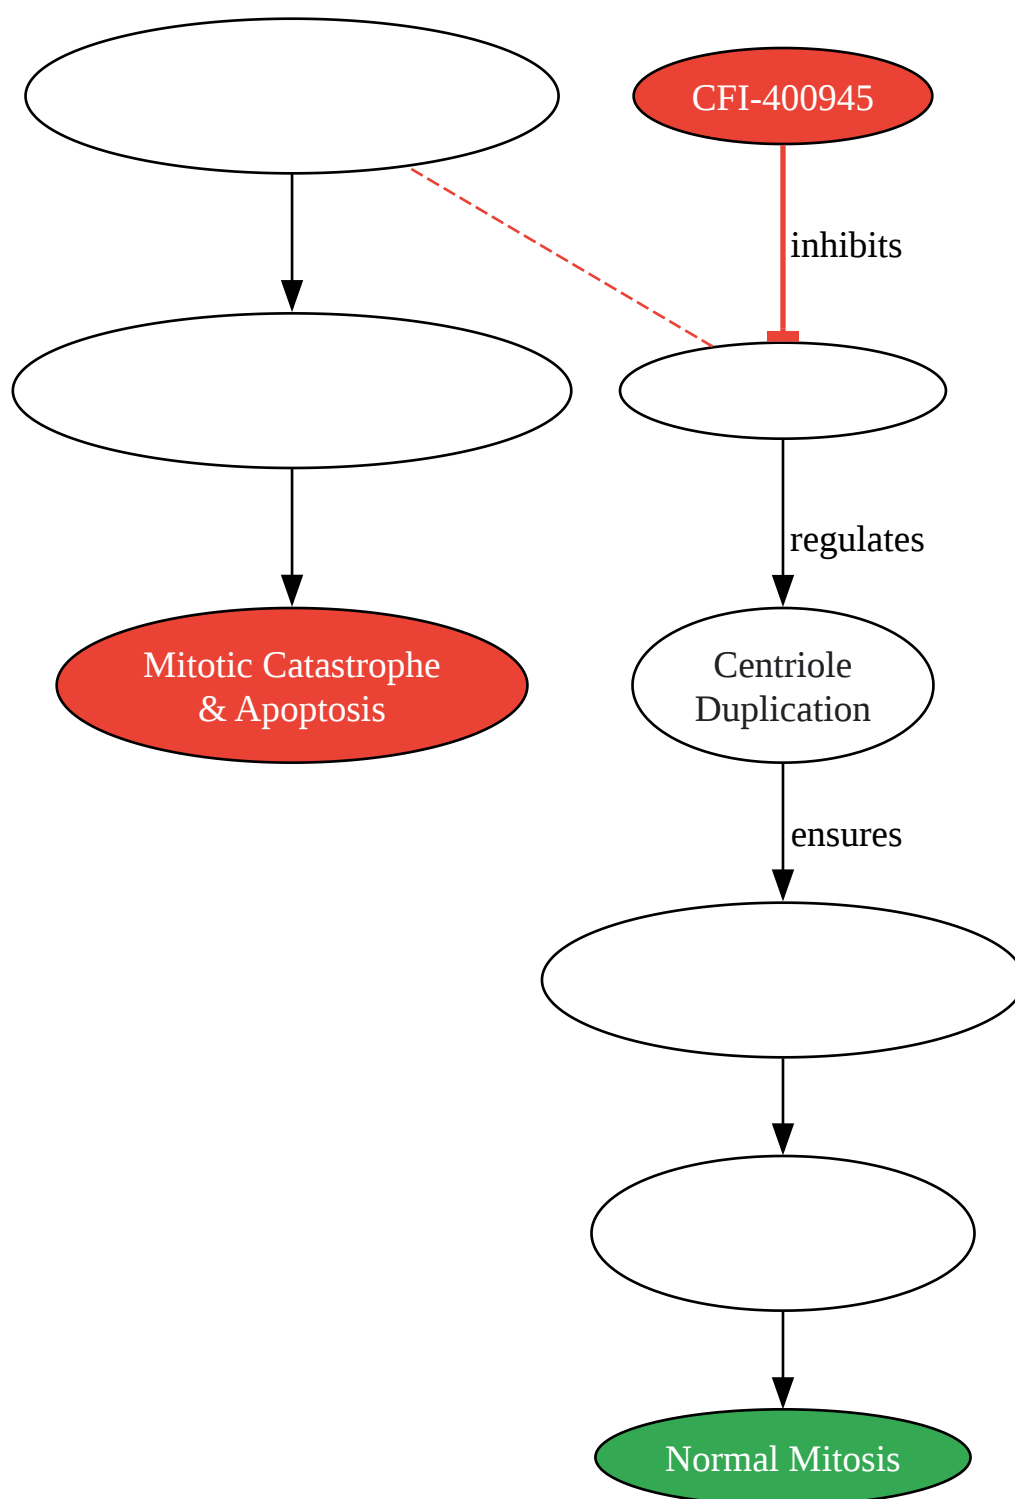 CFI-400945
inhibits
regulates
Mitotic Catastrophe
& Apoptosis
Centriole
Duplication
ensures
Normal Mitosis